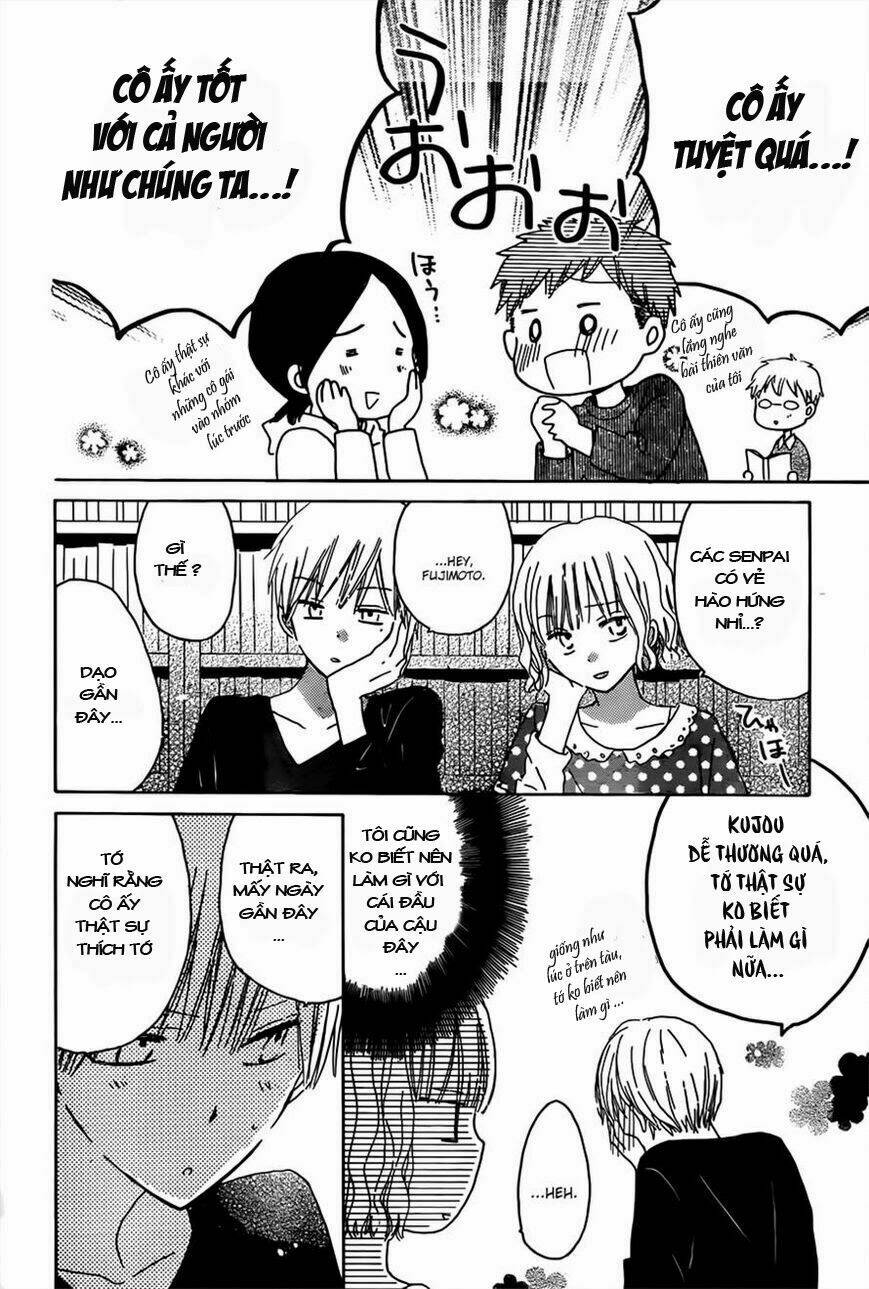 CÔ ẤY
TUYỆT QUÁ...!
うおおお
CÔ ẤY TỐT
VỚI CẢ NGƯỜI
NHƯ CHÚNG TA...!
Cô ấy cũng
lắng nghe
bài thiên văn
của tôi
ほぅ…
Cô ấy thật sự
khác với
những cô gái
vào nhóm
lúc trước
CÁC SENPAI
CÓ VẺ
HÀO HỨNG
NHỈ...?
ひゃほー
...HEY,
FUJIMOTO.
GÌ
THẾ ?
DẠO
GẦN
ĐÂY...
KUJOU
DỄ THƯƠNG QUÁ,
TỚ THẬT SỰ
KO BIẾT
PHẢI LÀM GÌ
NỮA...
giống như
lúc ở trên tàu,
tớ ko biết nên
làm gì ...
...HEH.
TÔI CŨNG
KO BIẾT NÊN
LÀM GÌ VỚI
CÁI ĐẦU
CỦA CẬU
ĐÂY
...
THẬT RA,
MẤY NGÀY
GẦN ĐÂY
...
TỚ
NGHĨ RẰNG
CÔ ẤY
THẬT SỰ
THÍCH TỚ